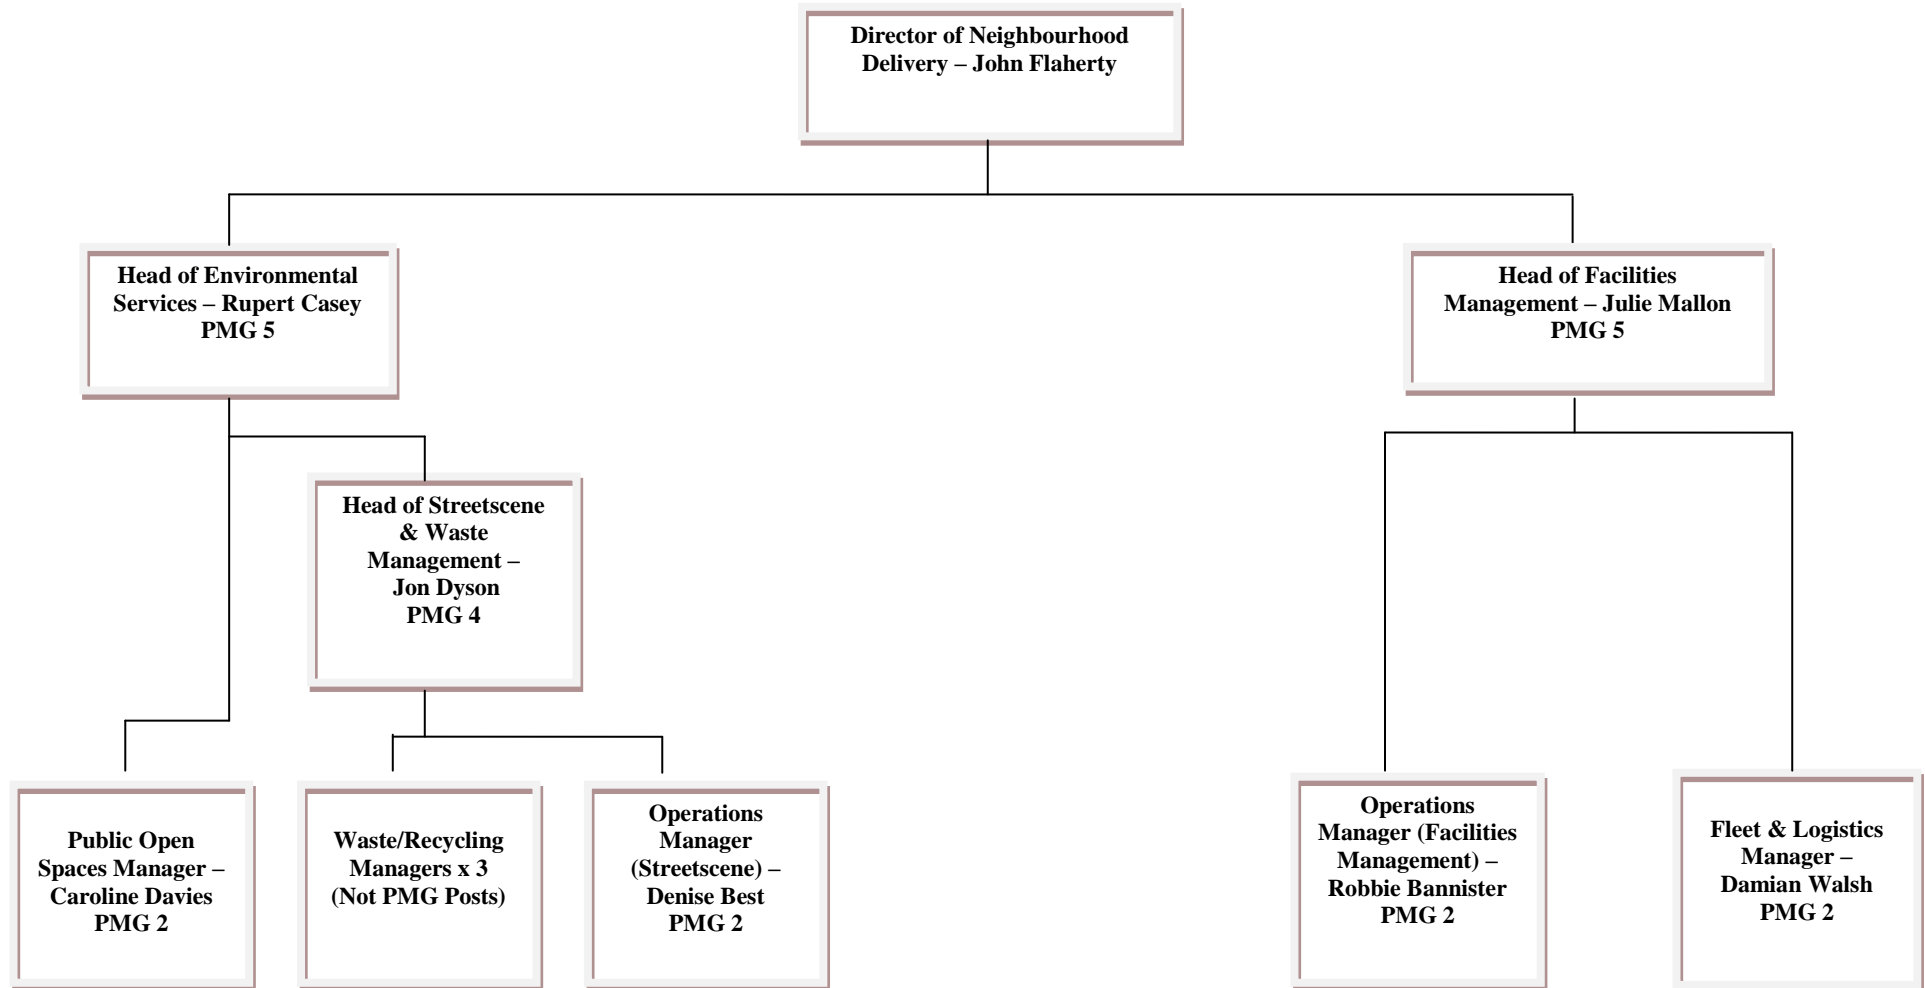 Director of Neighbourhood
Delivery – John Flaherty
Head of Environmental
Services – Rupert Casey
PMG 5
Head of Facilities
Management – Julie Mallon
PMG 5
Head of Streetscene
& Waste
Management –
Jon Dyson
PMG 4
Public Open
Spaces Manager –
Caroline Davies
PMG 2
Waste/Recycling
Managers x 3
(Not PMG Posts)
Operations
Manager
(Streetscene) –
Denise Best
PMG 2
Operations
Manager (Facilities
Management) –
Robbie Bannister
PMG 2
Fleet & Logistics
Manager –
Damian Walsh
PMG 2